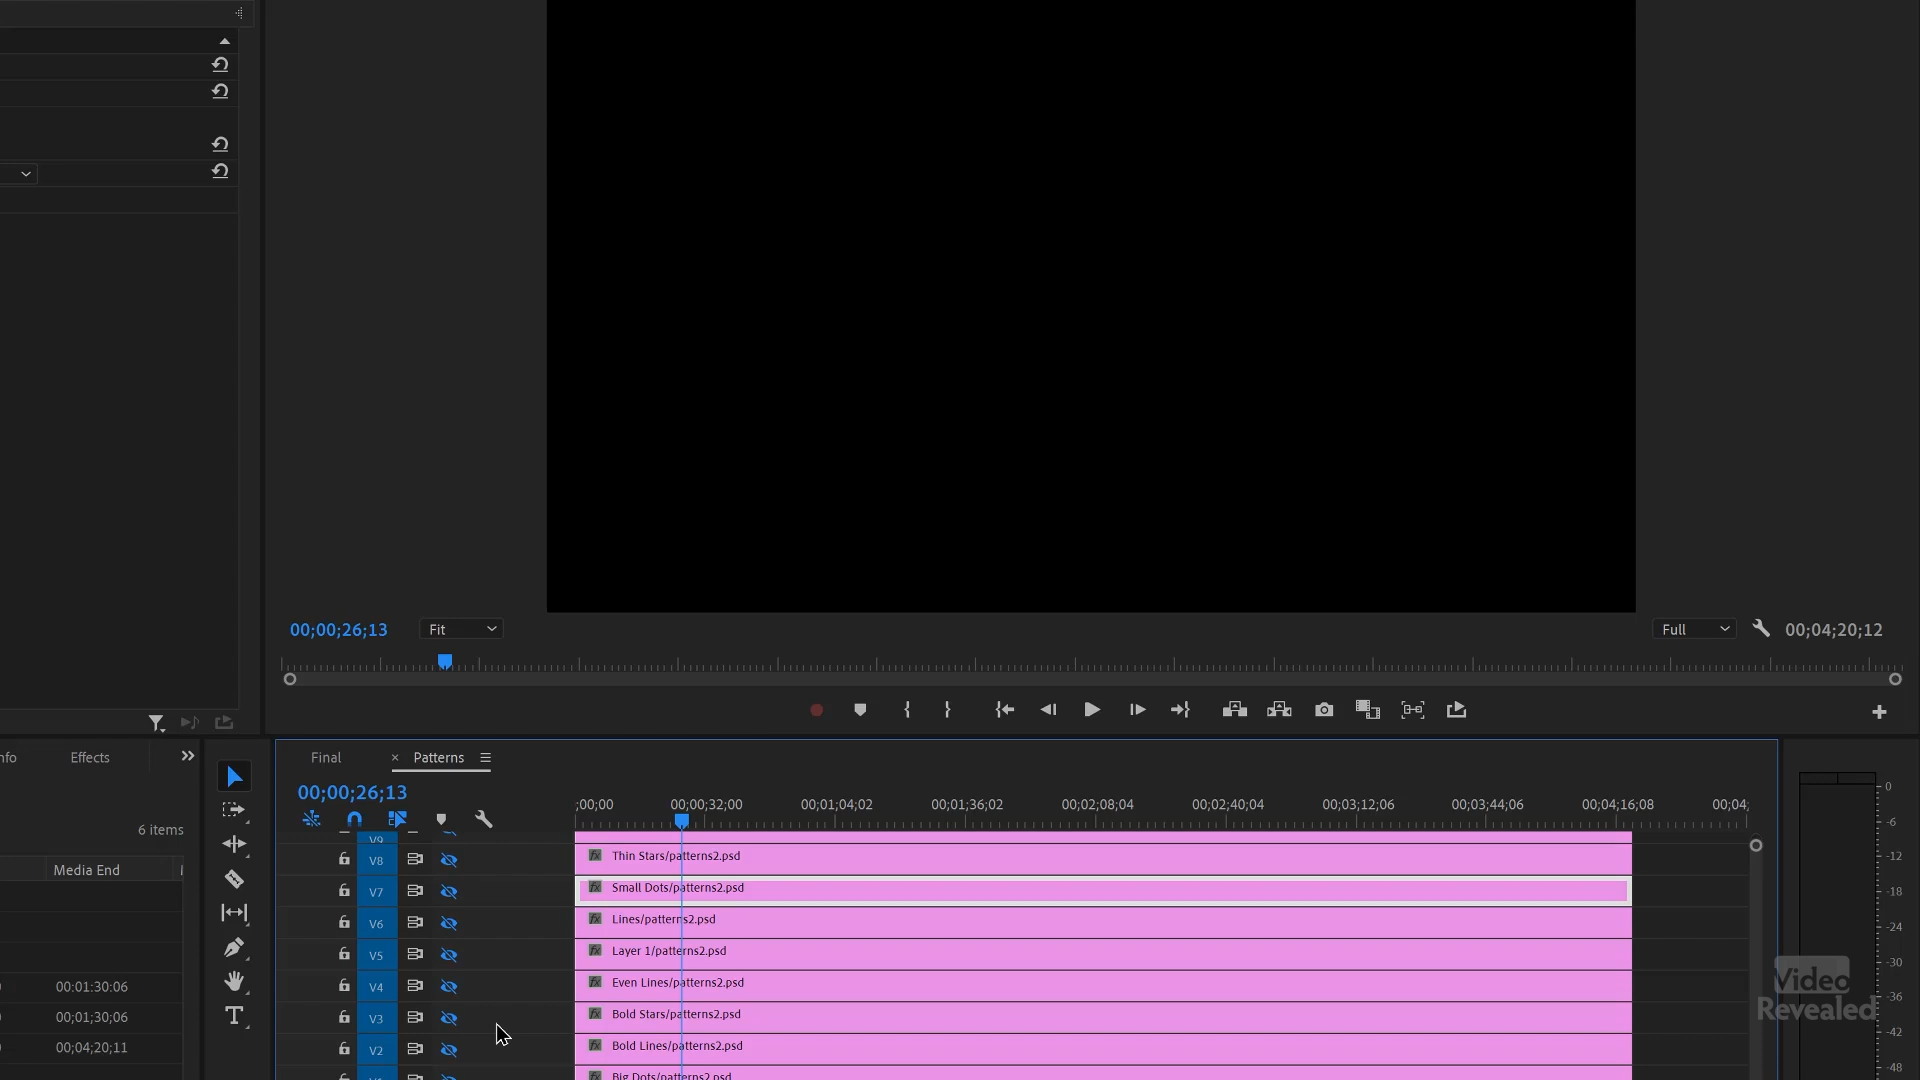 00;00;26;13
Fit
Full
00;04;20;12
Effects
Final
Patterns
00;00;26;13
;00;00
00;00;32;00
00;01;04;02
00;01;36;02
00;02;08;04
00;02;40;04
00;03;12;06
00;03;44;06
00;04;16;08
00;04;
6 items
Media End
V9
V8
Thin Stars/patterns2.psd
V7
Small Dots/patterns2.psd
V6
Lines/patterns2.psd
V5
Layer 1/patterns2.psd
V4
Even Lines/patterns2.psd
V3
Bold Stars/patterns2.psd
V2
Bold Lines/patterns2.psd
V1
Big Dots/patterns2.psd
00:01:30:06
00;01;30;06
00;04;20;11
0
-6
-12
-18
-24
-30
-36
-42
-48
Video
Revealed